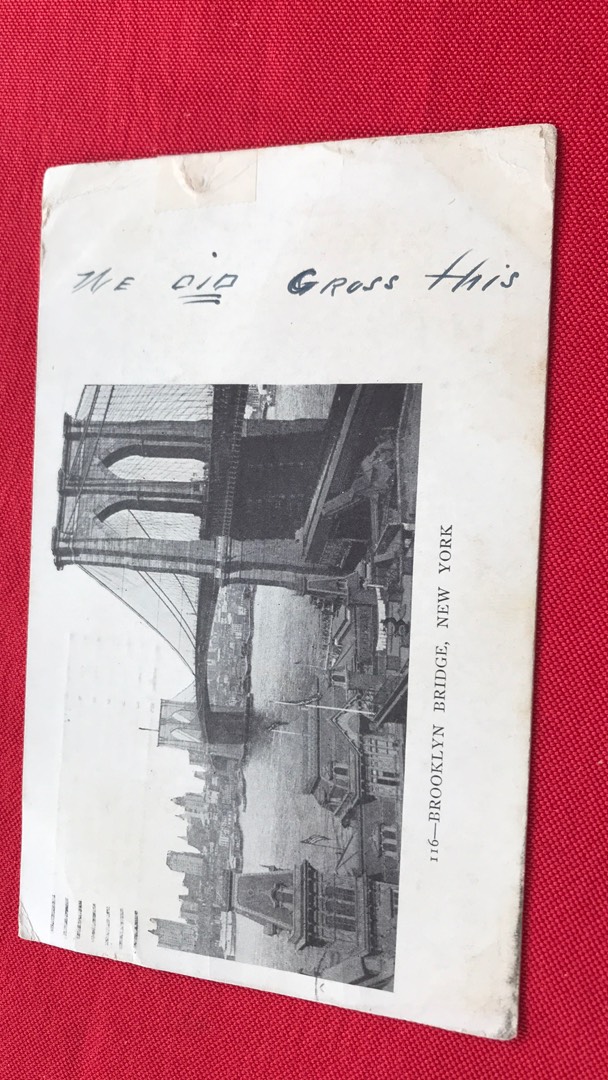 We DiD Cross this
116—BROOKLYN BRIDGE, NEW YORK